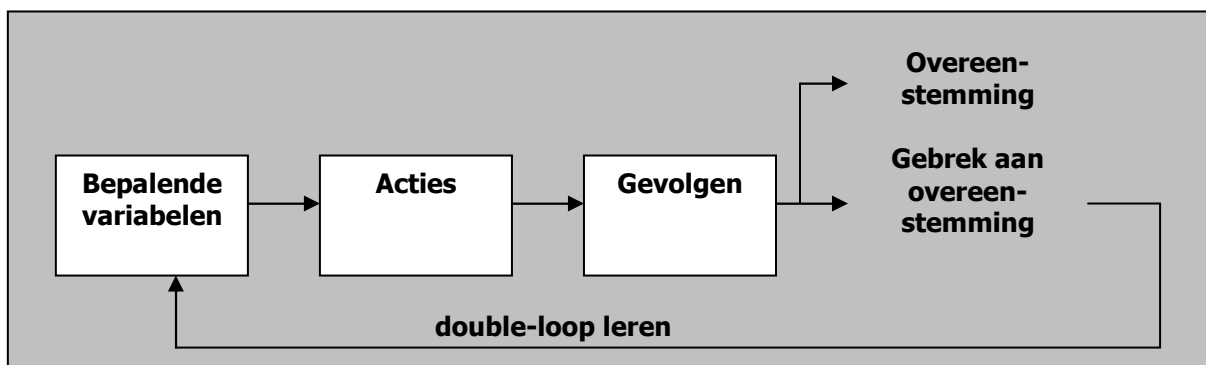 Overeen-
stemming
Bepalende
variabelen
Acties
Gevolgen
Gebrek aan
overeen-
stemming
double-loop leren